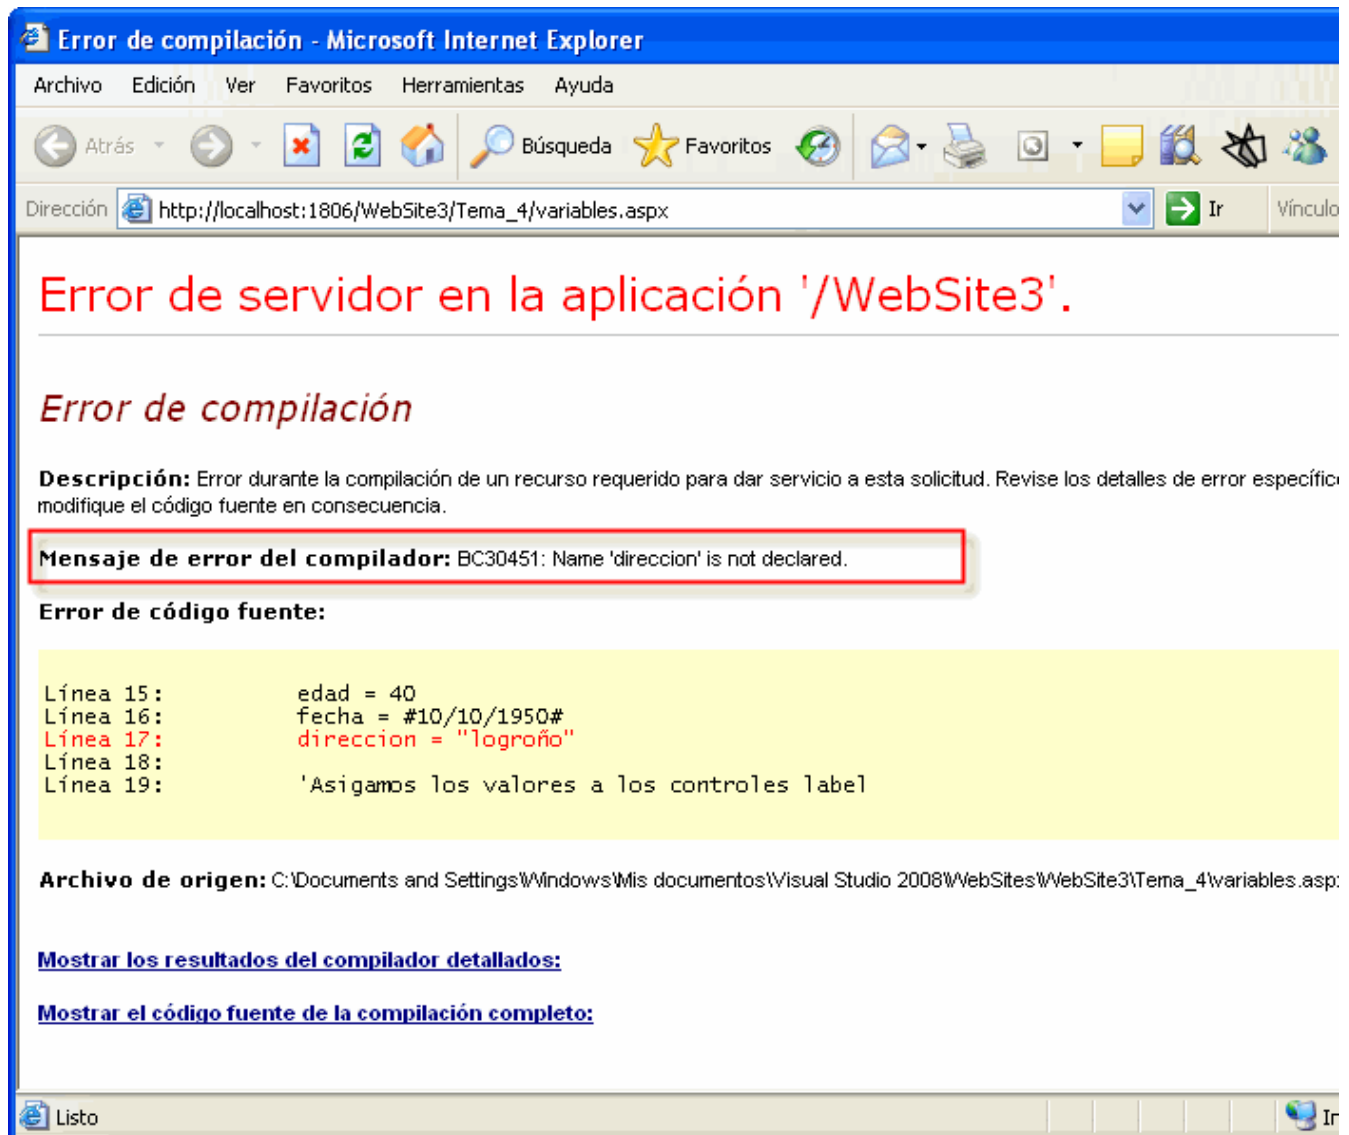 Error de compilación - Microsoft Internet Explorer
Archivo Edición Ver Favoritos Herramientas Ayuda
Atrás Búsqueda Favoritos
Dirección http://localhost:1806/WebSite3/Tema_4/variables.aspx Ir Vínculo
Error de servidor en la aplicación '/WebSite3'.
Error de compilación
Descripción: Error durante la compilación de un recurso requerido para dar servicio a esta solicitud. Revise los detalles de error específic
modifique el código fuente en consecuencia.
Mensaje de error del compilador: BC30451: Name 'direccion' is not declared.
Error de código fuente:
Línea 15: edad = 40
Línea 16: fecha = #10/10/1950#
Línea 17: direccion = "logroño"
Línea 18:
Línea 19: 'Asigamos los valores a los controles label
Archivo de origen: C:\Documents and Settings\Windows\Mis documentos\Visual Studio 2008\WebSites\WebSite3\Tema_4\variables.asp
Mostrar los resultados del compilador detallados:
Mostrar el código fuente de la compilación completo:
Listo